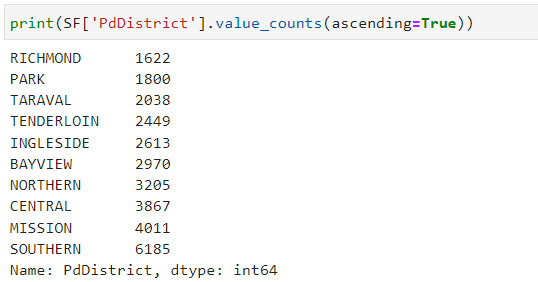 print(SF['PdDistrict'].value_counts(ascending=True))
RICHMOND      1622
PARK          1800
TARAVAL       2038
TENDERLOIN    2449
INGLESIDE     2613
BAYVIEW       2970
NORTHERN      3205
CENTRAL       3867
MISSION       4011
SOUTHERN      6185
Name: PdDistrict, dtype: int64